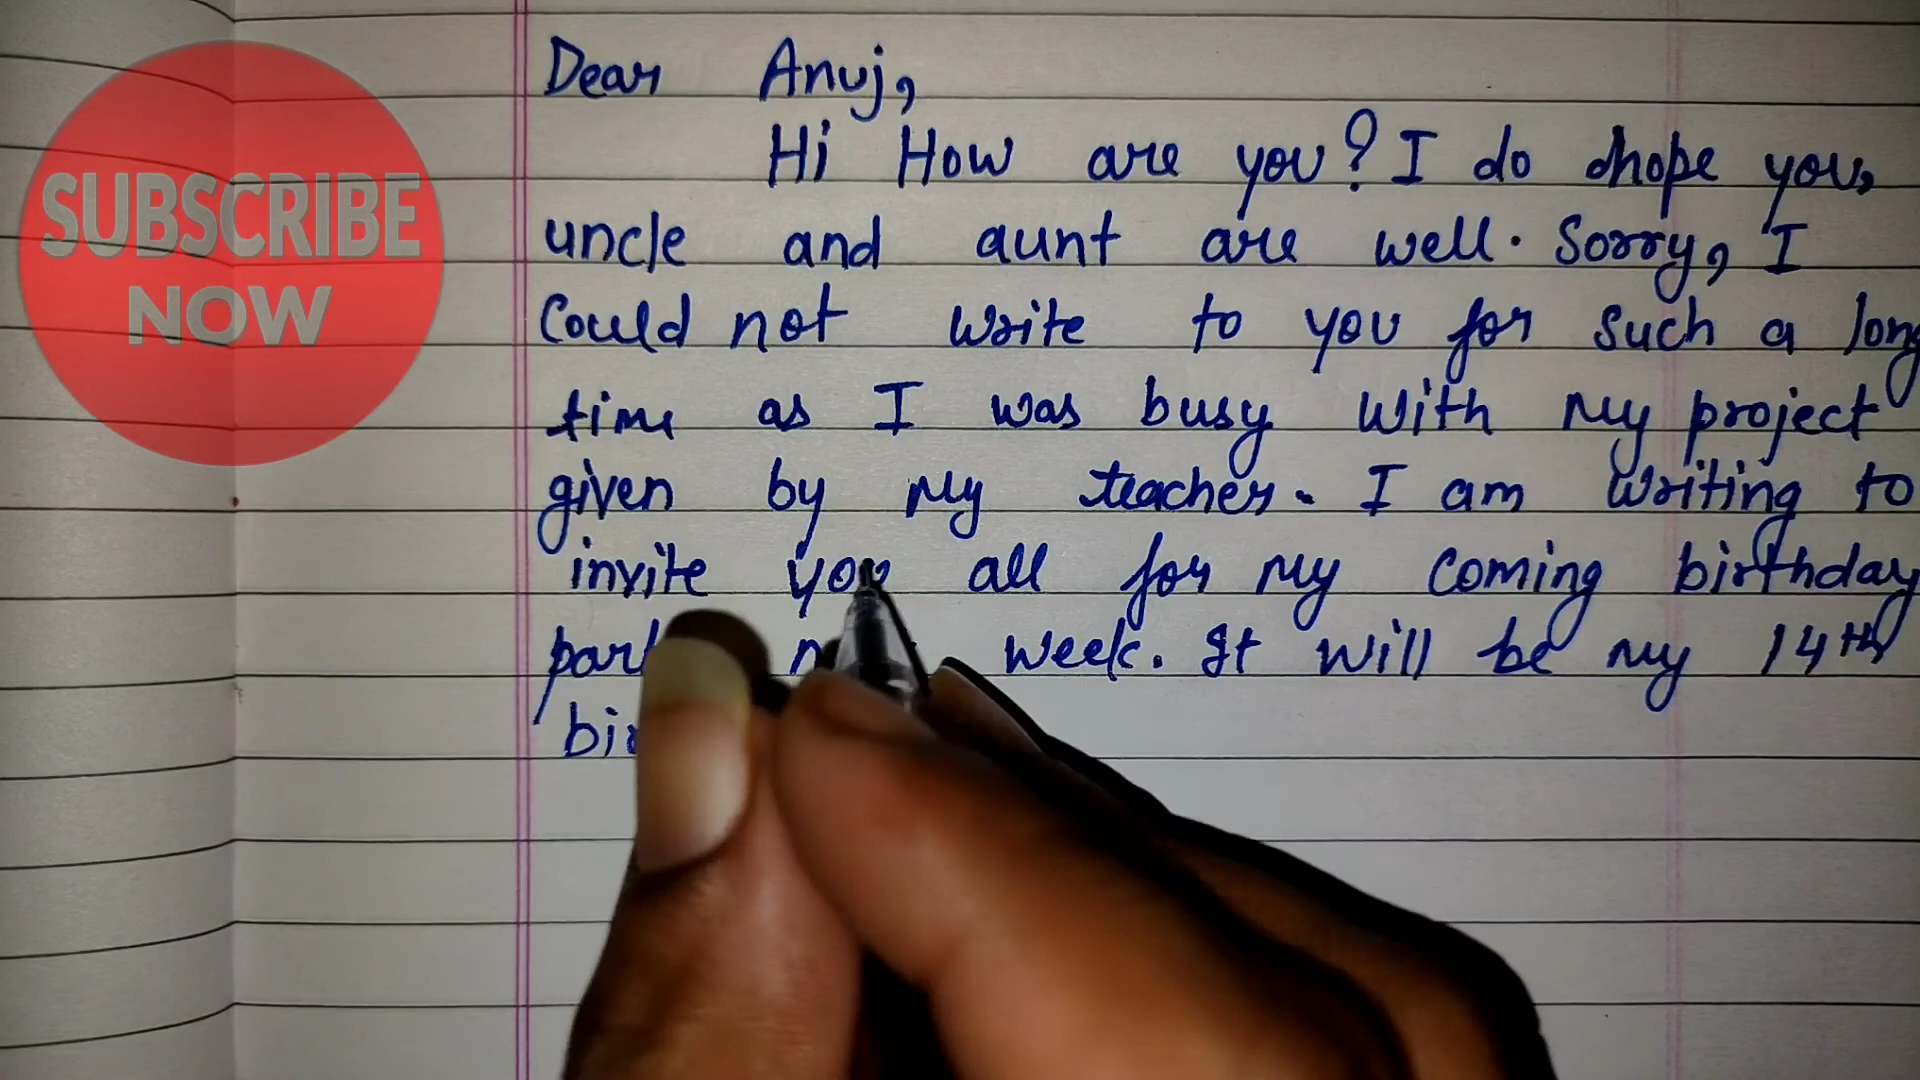 SUBSCRIBE
NOW
Dear Anuj,
Hi How are you? I do hope you,
uncle and aunt are well. Sorry, I
could not write to you for such a long
time as I was busy with my project
given by my teacher. I am writing to
invite you all for my coming birthday
week. It will be my 14th